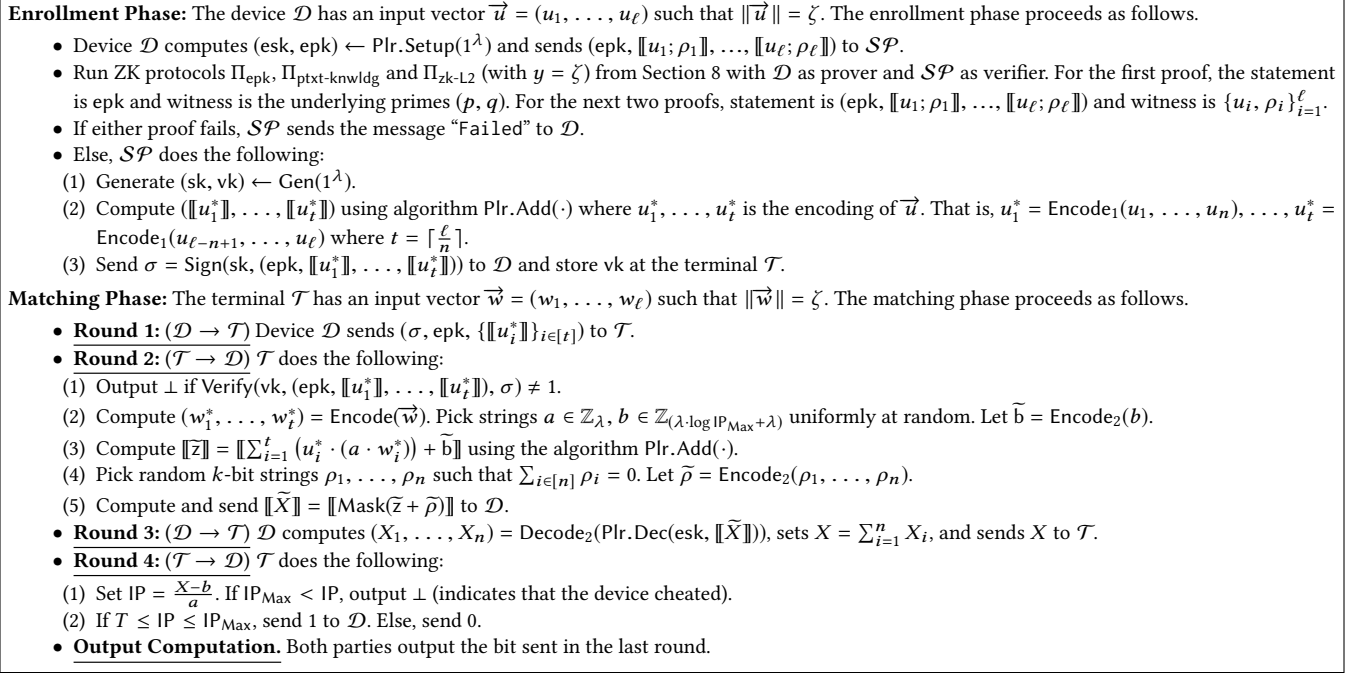 Enrollment Phase: The device 𝒟 has an input vector u⃗ = (u₁, . . . , uℓ) such that ∥u⃗∥ = ζ. The enrollment phase proceeds as follows.
• Device 𝒟 computes (esk, epk) ← Plr.Setup(1^λ) and sends (epk, ⟦u₁; ρ₁⟧, …, ⟦uℓ; ρℓ⟧) to 𝒮𝒫.
• Run ZK protocols Π_epk, Π_ptxt-knwldg and Π_zk-L2 (with y = ζ) from Section 8 with 𝒟 as prover and 𝒮𝒫 as verifier. For the first proof, the statement
is epk and witness is the underlying primes (p, q). For the next two proofs, statement is (epk, ⟦u₁; ρ₁⟧, …, ⟦uℓ; ρℓ⟧) and witness is {u_i, ρ_i}_{i=1}^ℓ.
• If either proof fails, 𝒮𝒫 sends the message “Failed” to 𝒟.
• Else, 𝒮𝒫 does the following:
(1) Generate (sk, vk) ← Gen(1^λ).
(2) Compute (⟦u₁*⟧, . . . , ⟦u_t*⟧) using algorithm Plr.Add(·) where u₁*, . . . , u_t* is the encoding of u⃗. That is, u₁* = Encode₁(u₁, . . . , u_n), . . . , u_t* =
Encode₁(u_{ℓ−n+1}, . . . , u_ℓ) where t = ⌈ℓ/n⌉.
(3) Send σ = Sign(sk, (epk, ⟦u₁*⟧, . . . , ⟦u_t*⟧)) to 𝒟 and store vk at the terminal 𝒯.
Matching Phase: The terminal 𝒯 has an input vector w⃗ = (w₁, . . . , wℓ) such that ∥w⃗∥ = ζ. The matching phase proceeds as follows.
• Round 1: (𝒟 → 𝒯) Device 𝒟 sends (σ, epk, {⟦u_i*⟧}_{i∈[t]}) to 𝒯.
• Round 2: (𝒯 → 𝒟) 𝒯 does the following:
(1) Output ⊥ if Verify(vk, (epk, ⟦u₁*⟧, . . . , ⟦u_t*⟧), σ) ≠ 1.
(2) Compute (w₁*, . . . , w_t*) = Encode(w⃗). Pick strings a ∈ ℤ_λ, b ∈ ℤ_{(λ·log IP_Max+λ)} uniformly at random. Let b̃ = Encode₂(b).
(3) Compute ⟦z̃⟧ = ⟦∑_{i=1}^t (u_i* · (a · w_i*)) + b̃⟧ using the algorithm Plr.Add(·).
(4) Pick random k-bit strings ρ₁, . . . , ρ_n such that ∑_{i∈[n]} ρ_i = 0. Let ρ̃ = Encode₂(ρ₁, . . . , ρ_n).
(5) Compute and send ⟦X̃⟧ = ⟦Mask(z̃ + ρ̃)⟧ to 𝒟.
• Round 3: (𝒟 → 𝒯) 𝒟 computes (X₁, . . . , X_n) = Decode₂(Plr.Dec(esk, ⟦X̃⟧)), sets X = ∑_{i=1}^n X_i, and sends X to 𝒯.
• Round 4: (𝒯 → 𝒟) 𝒯 does the following:
(1) Set IP = (X−b)/a. If IP_Max < IP, output ⊥ (indicates that the device cheated).
(2) If T ≤ IP ≤ IP_Max, send 1 to 𝒟. Else, send 0.
• Output Computation. Both parties output the bit sent in the last round.